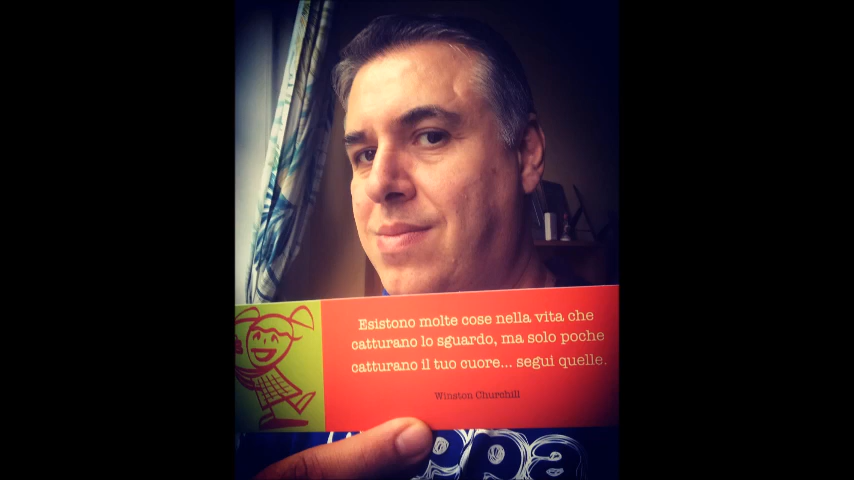 Esistono molte cose nella vita che
catturano lo sguardo, ma solo poche
catturano il tuo cuore... segui quelle.
Winston Churchill